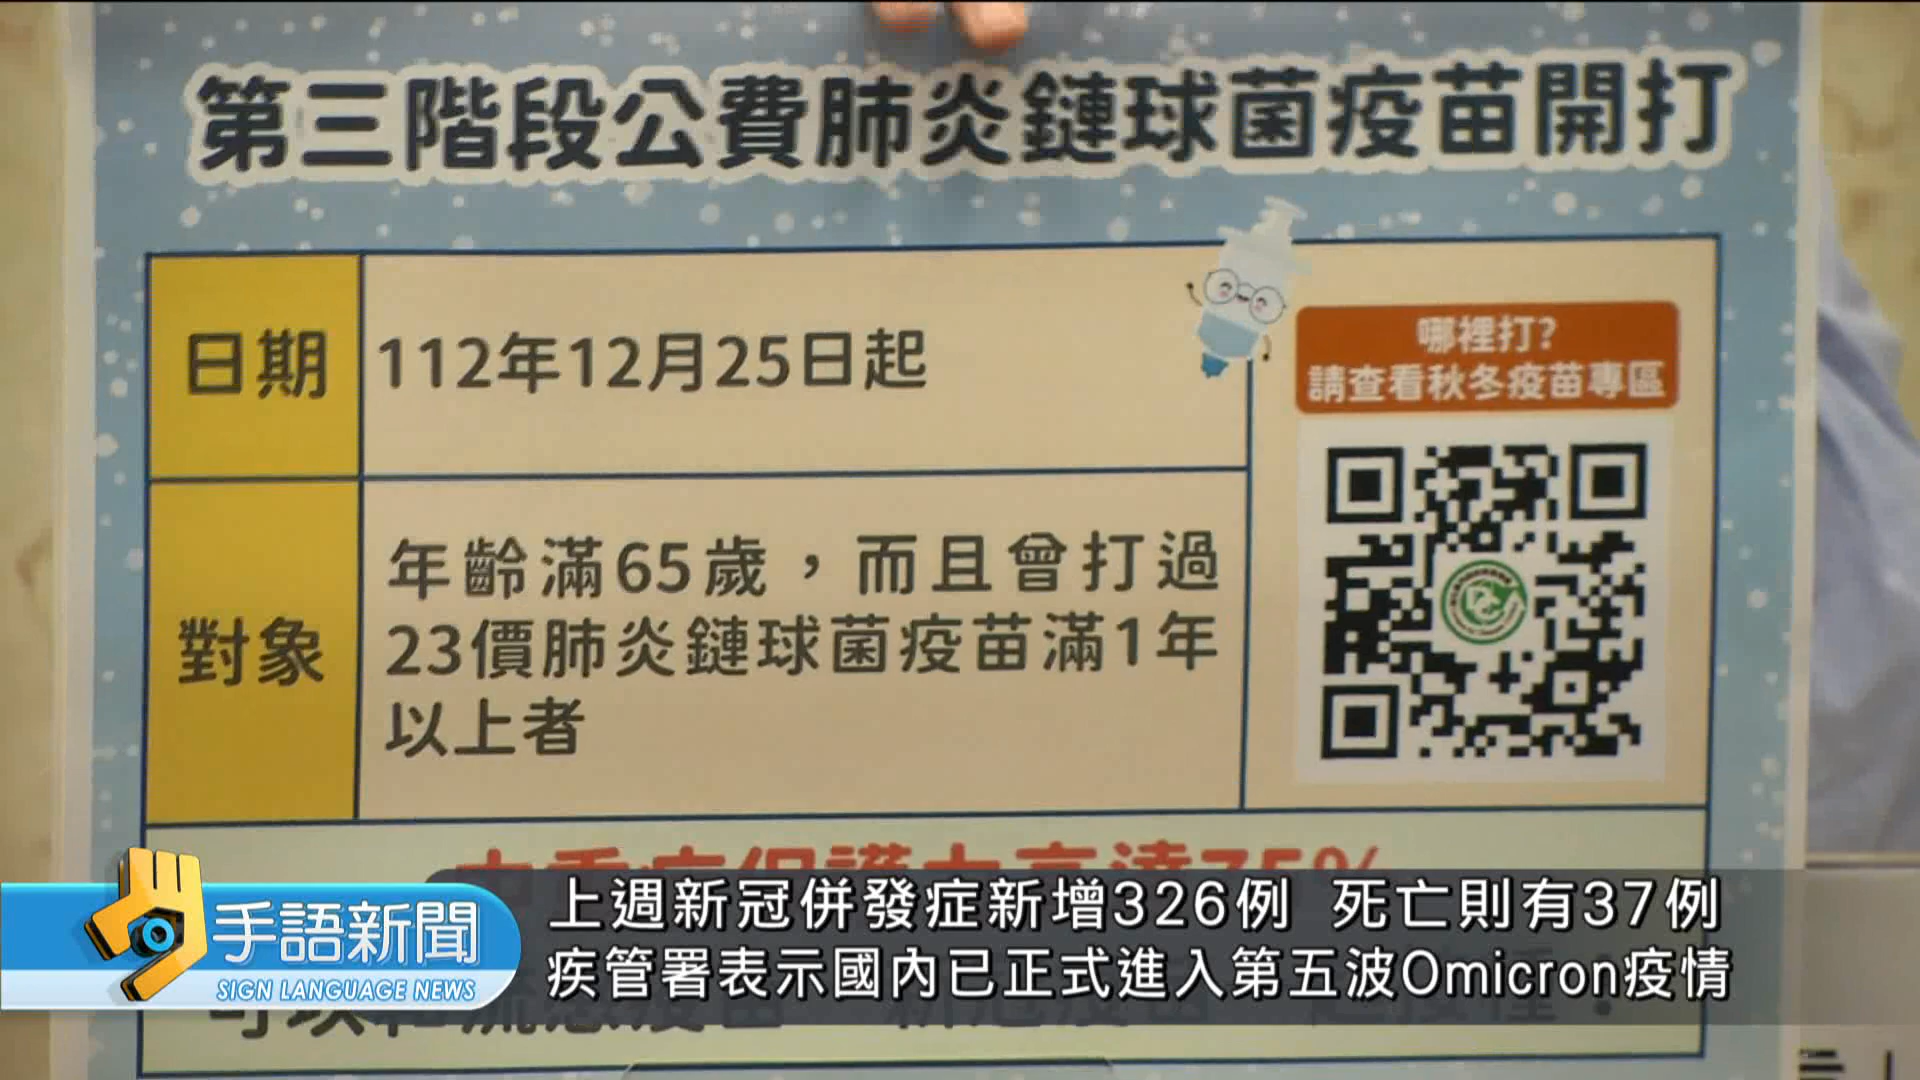 第三階段公費肺炎鏈球菌疫苗開打
日期
112年12月25日起
哪裡打?
請查看秋冬疫苗專區
對象
年齡滿65歲，而且曾打過
23價肺炎鏈球菌疫苗滿1年
以上者
上週新冠併發症新增326例 死亡則有37例
疾管署表示國內已正式進入第五波Omicron疫情
手語新聞
SIGN LANGUAGE NEWS